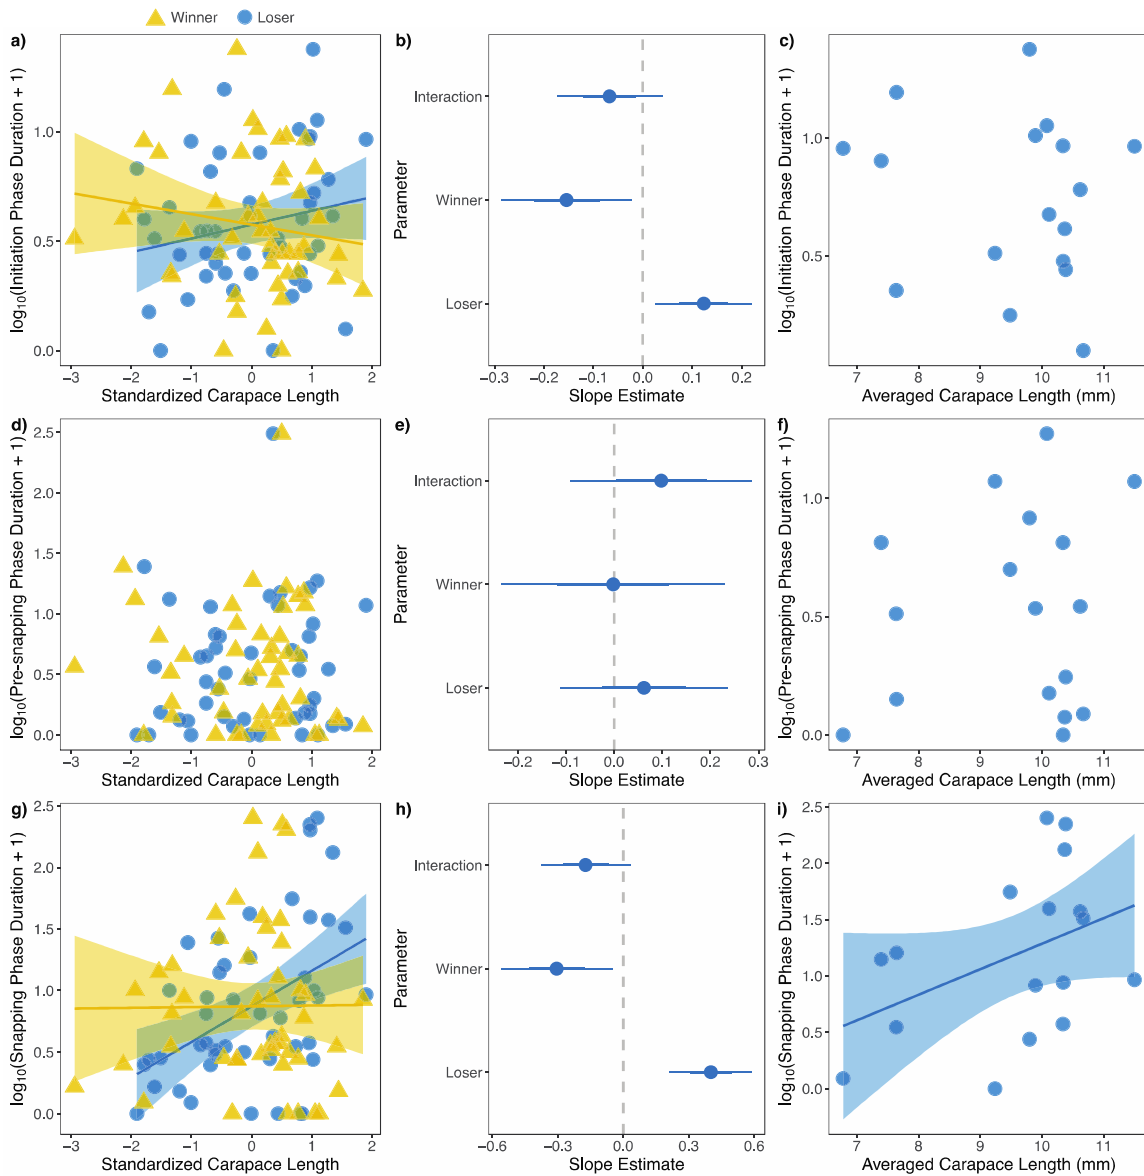 Winner Loser
a)
log₁₀(Initiation Phase Duration + 1)
1.0
0.5
0.0
−3 −2 −1 0 1 2
Standardized Carapace Length
b)
Parameter
Interaction
Winner
Loser
−0.3 −0.2 −0.1 0.0 0.1 0.2
Slope Estimate
c)
log₁₀(Initiation Phase Duration + 1)
1.0
0.5
7 8 9 10 11
Averaged Carapace Length (mm)
d)
log₁₀(Pre-snapping Phase Duration + 1)
2.5
2.0
1.5
1.0
0.5
0.0
−3 −2 −1 0 1 2
Standardized Carapace Length
e)
Parameter
Interaction
Winner
Loser
−0.2 −0.1 0.0 0.1 0.2 0.3
Slope Estimate
f)
log₁₀(Pre-snapping Phase Duration + 1)
1.0
0.5
0.0
7 8 9 10 11
Averaged Carapace Length (mm)
g)
log₁₀(Snapping Phase Duration + 1)
2.5
2.0
1.5
1.0
0.5
0.0
−3 −2 −1 0 1 2
Standardized Carapace Length
h)
Parameter
Interaction
Winner
Loser
−0.6 −0.3 0.0 0.3 0.6
Slope Estimate
i)
log₁₀(Snapping Phase Duration + 1)
2.5
2.0
1.5
1.0
0.5
0.0
7 8 9 10 11
Averaged Carapace Length (mm)